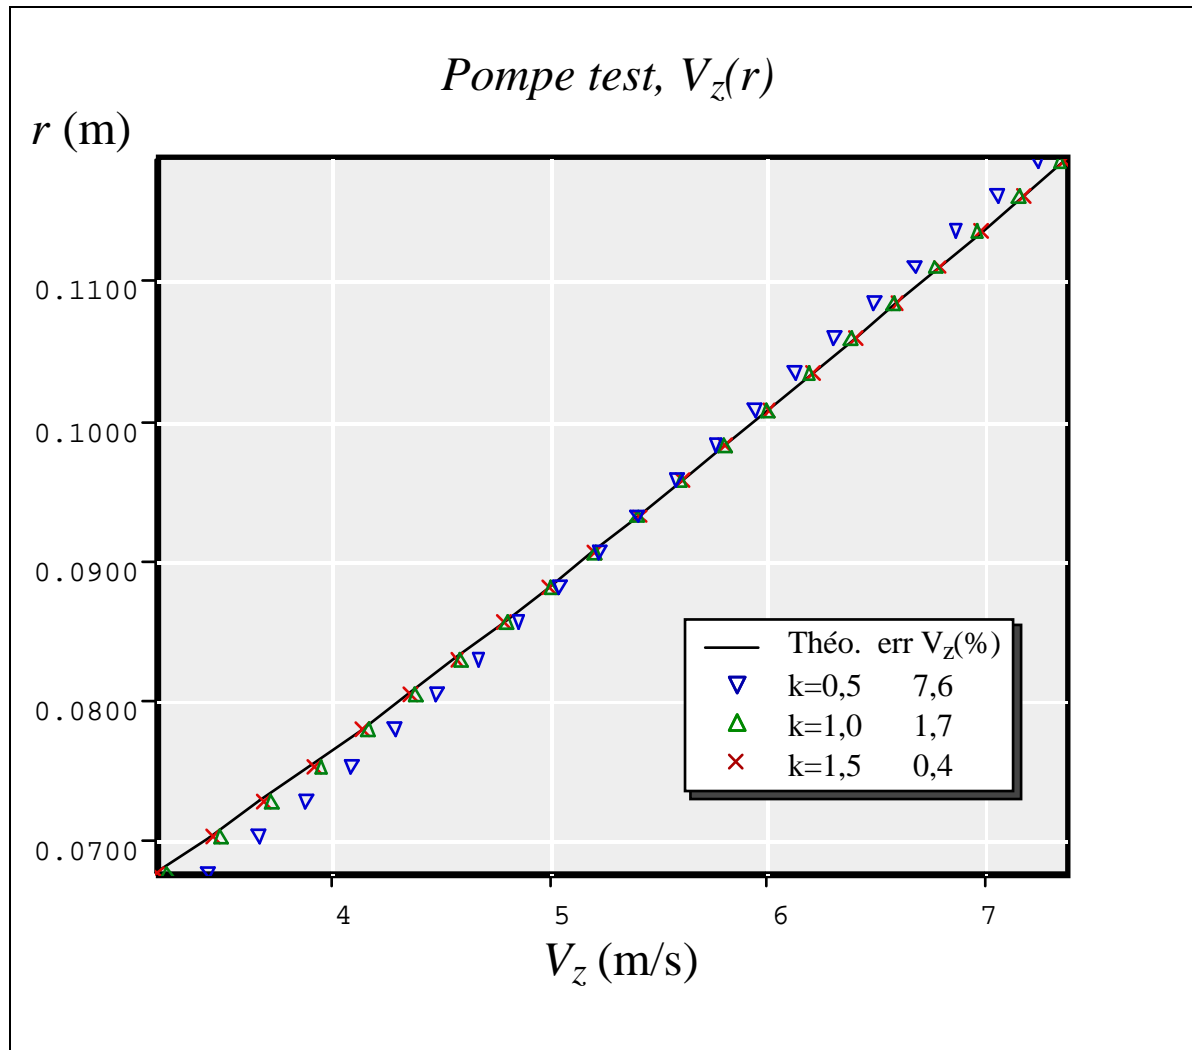 Pompe test, Vz(r)
r (m)
0.1100
0.1000
0.0900
0.0800
0.0700
Théo. err Vz(%)
k=0,5 7,6
k=1,0 1,7
k=1,5 0,4
4 5 6 7
Vz (m/s)